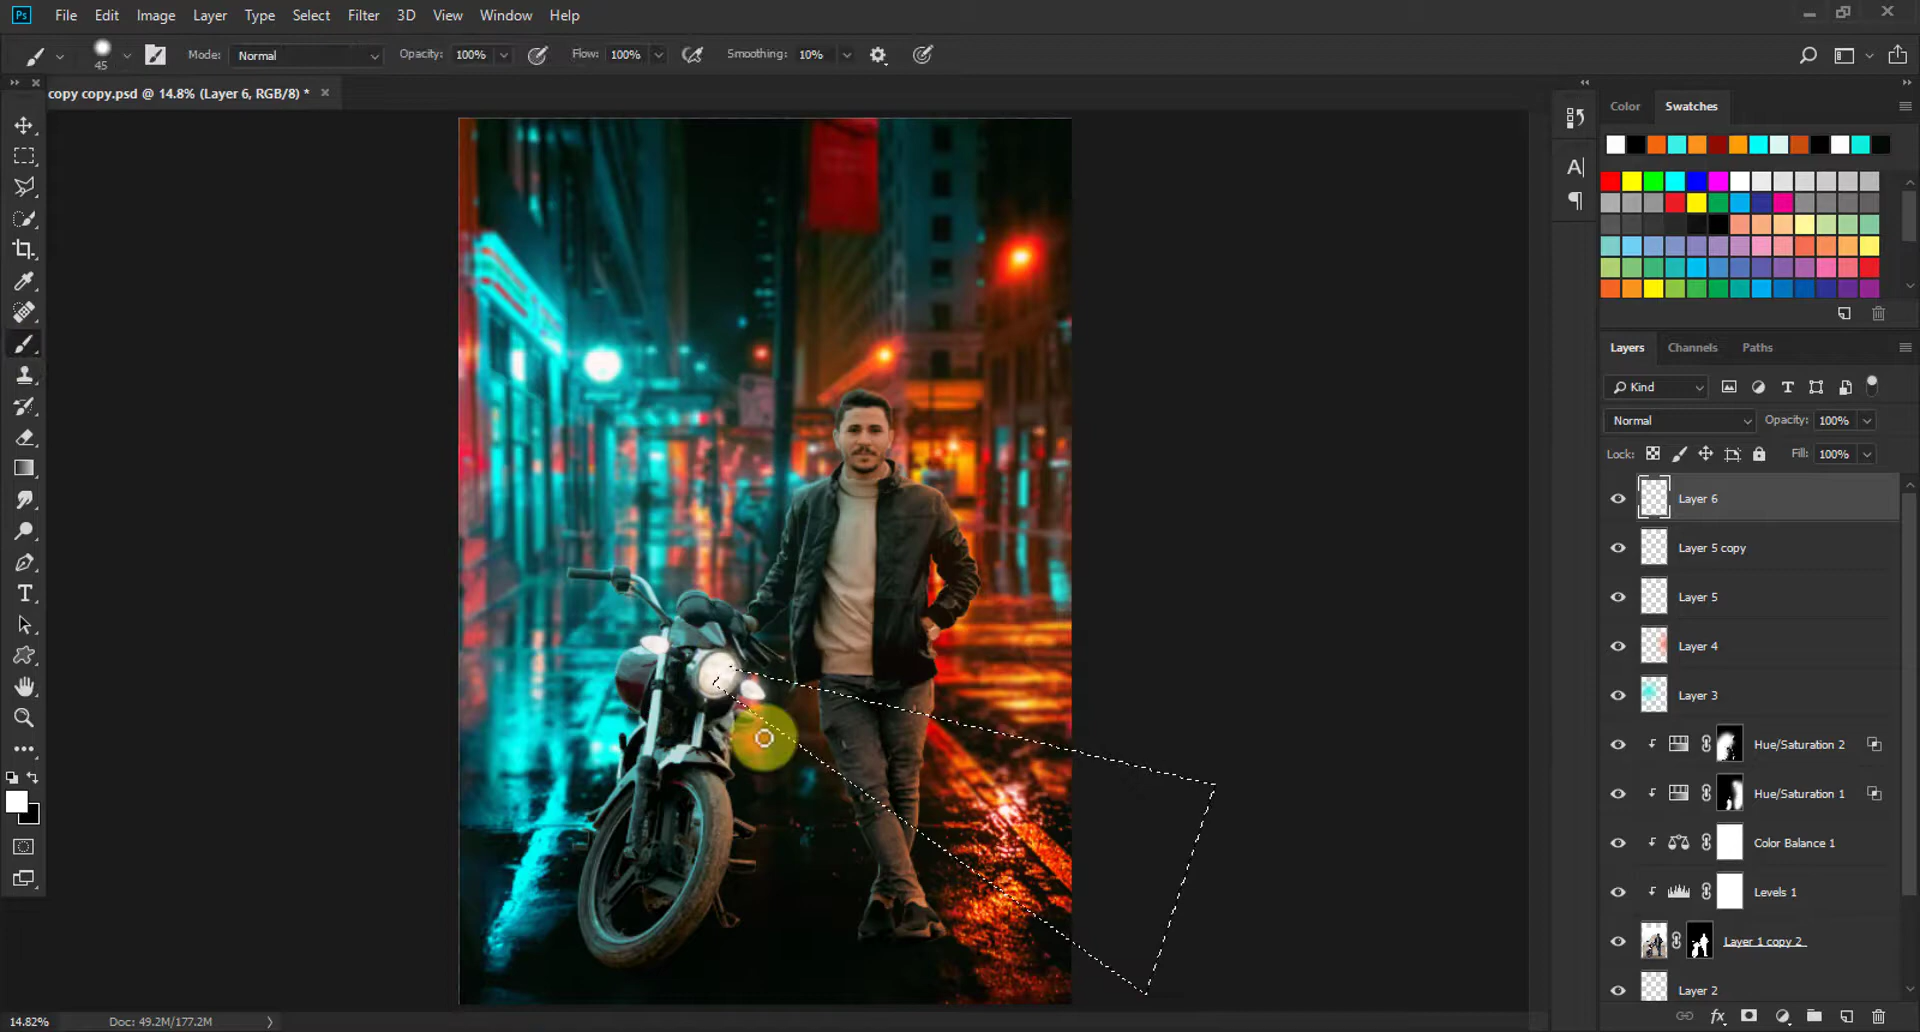 Ps File Edit Image Layer Type Select Filter 3D View Window Help
45 Mode: Normal Opacity: 100% Flow: 100% Smoothing: 10%
copy copy.psd @ 14.8% (Layer 6, RGB/8) * ×
Color Swatches
Layers Channels Paths
Kind
Normal Opacity: 100%
Lock: Fill: 100%
Layer 6
Layer 5 copy
Layer 5
Layer 4
Layer 3
Hue/Saturation 2
Hue/Saturation 1
Color Balance 1
Levels 1
Layer 1 copy 2
Layer 2
14.82% Doc: 49.2M/177.2M